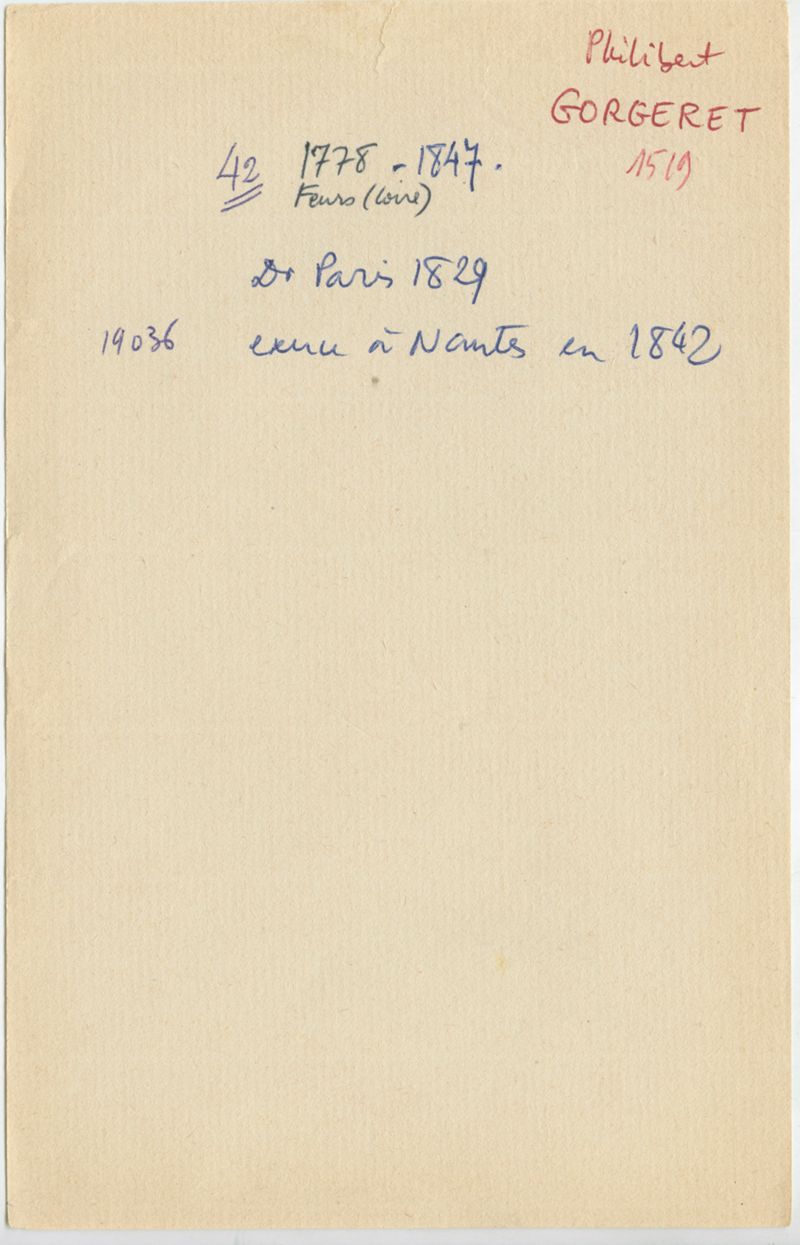 Philibert
GORGERET
1519
42 1778 - 1847.
Feurs (Loire)
Dr Paris 1829
19036 exerce à Nantes en 1842